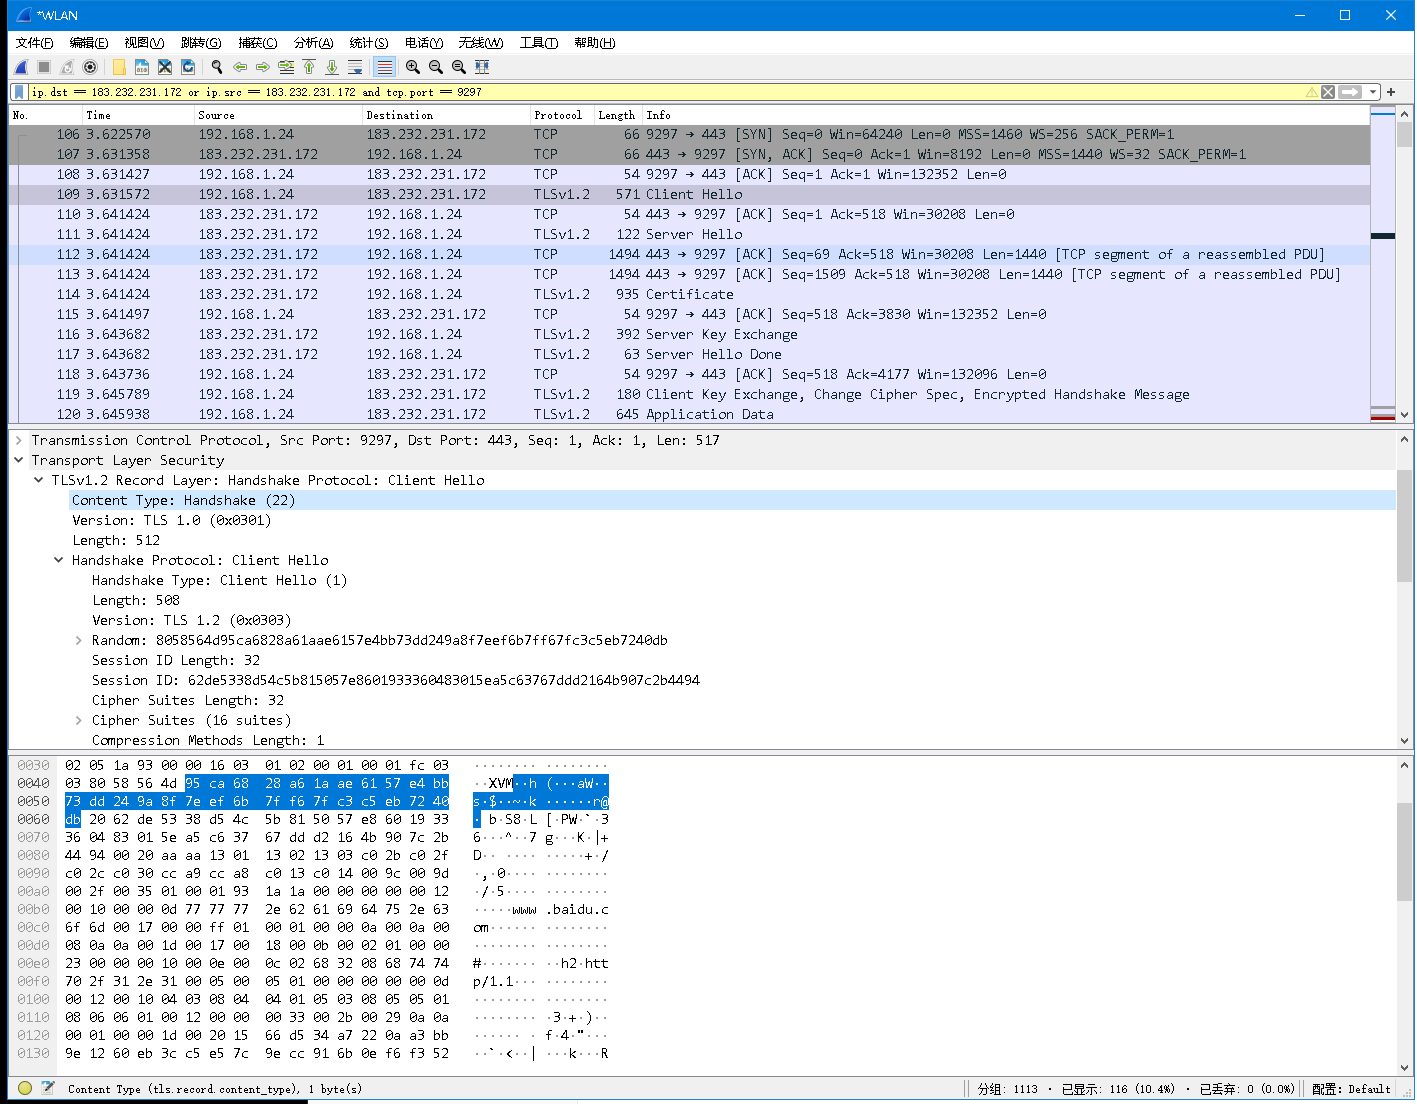 *WLAN
文件(F) 编辑(E) 视图(V) 跳转(G) 捕获(C) 分析(A) 统计(S) 电话(Y) 无线(W) 工具(T) 帮助(H)
ip.dst == 183.232.231.172 or ip.src == 183.232.231.172 and tcp.port == 9297
No. Time Source Destination Protocol Length Info
106 3.622570 192.168.1.24 183.232.231.172 TCP 66 9297 → 443 [SYN] Seq=0 Win=64240 Len=0 MSS=1460 WS=256 SACK_PERM=1
107 3.631358 183.232.231.172 192.168.1.24 TCP 66 443 → 9297 [SYN, ACK] Seq=0 Ack=1 Win=8192 Len=0 MSS=1440 WS=32 SACK_PERM=1
108 3.631427 192.168.1.24 183.232.231.172 TCP 54 9297 → 443 [ACK] Seq=1 Ack=1 Win=132352 Len=0
109 3.631572 192.168.1.24 183.232.231.172 TLSv1.2 571 Client Hello
110 3.641424 183.232.231.172 192.168.1.24 TCP 54 443 → 9297 [ACK] Seq=1 Ack=518 Win=30208 Len=0
111 3.641424 183.232.231.172 192.168.1.24 TLSv1.2 122 Server Hello
112 3.641424 183.232.231.172 192.168.1.24 TCP 1494 443 → 9297 [ACK] Seq=69 Ack=518 Win=30208 Len=1440 [TCP segment of a reassembled PDU]
113 3.641424 183.232.231.172 192.168.1.24 TCP 1494 443 → 9297 [ACK] Seq=1509 Ack=518 Win=30208 Len=1440 [TCP segment of a reassembled PDU]
114 3.641424 183.232.231.172 192.168.1.24 TLSv1.2 935 Certificate
115 3.641497 192.168.1.24 183.232.231.172 TCP 54 9297 → 443 [ACK] Seq=518 Ack=3830 Win=132352 Len=0
116 3.643682 183.232.231.172 192.168.1.24 TLSv1.2 392 Server Key Exchange
117 3.643682 183.232.231.172 192.168.1.24 TLSv1.2 63 Server Hello Done
118 3.643736 192.168.1.24 183.232.231.172 TCP 54 9297 → 443 [ACK] Seq=518 Ack=4177 Win=132096 Len=0
119 3.645789 192.168.1.24 183.232.231.172 TLSv1.2 180 Client Key Exchange, Change Cipher Spec, Encrypted Handshake Message
120 3.645938 192.168.1.24 183.232.231.172 TLSv1.2 645 Application Data
Transmission Control Protocol, Src Port: 9297, Dst Port: 443, Seq: 1, Ack: 1, Len: 517
Transport Layer Security
TLSv1.2 Record Layer: Handshake Protocol: Client Hello
Content Type: Handshake (22)
Version: TLS 1.0 (0x0301)
Length: 512
Handshake Protocol: Client Hello
Handshake Type: Client Hello (1)
Length: 508
Version: TLS 1.2 (0x0303)
Random: 8058564d95ca6828a61aae6157e4bb73dd249a8f7eef6b7ff67fc3c5eb7240db
Session ID Length: 32
Session ID: 62de5338d54c5b815057e8601933360483015ea5c63767ddd2164b907c2b4494
Cipher Suites Length: 32
Cipher Suites (16 suites)
Compression Methods Length: 1
0030 02 05 1a 93 00 00 16 03 01 02 00 01 00 01 fc 03 ········ ········
0040 03 80 58 56 4d 95 ca 68 28 a6 1a ae 61 57 e4 bb ··XVM··h (···aW··
0050 73 dd 24 9a 8f 7e ef 6b 7f f6 7f c3 c5 eb 72 40 s·$··~·k ······r@
0060 db 20 62 de 53 38 d5 4c 5b 81 50 57 e8 60 19 33 · b·S8·L [·PW·`·3
0070 36 04 83 01 5e a5 c6 37 67 dd d2 16 4b 90 7c 2b 6···^··7 g···K·|+
0080 44 94 00 20 aa aa 13 01 13 02 13 03 c0 2b c0 2f D·· ···· ·····+·/
0090 c0 2c c0 30 cc a9 cc a8 c0 13 c0 14 00 9c 00 9d ·,·0···· ········
00a0 00 2f 00 35 01 00 01 93 1a 1a 00 00 00 00 00 12 ·/·5···· ········
00b0 00 10 00 00 0d 77 77 77 2e 62 61 69 64 75 2e 63 ·····www .baidu.c
00c0 6f 6d 00 17 00 00 ff 01 00 01 00 00 0a 00 0a 00 om······ ········
00d0 08 0a 0a 00 1d 00 17 00 18 00 0b 00 02 01 00 00 ········ ········
00e0 23 00 00 00 10 00 0e 00 0c 02 68 32 08 68 74 74 #······· ··h2·htt
00f0 70 2f 31 2e 31 00 05 00 05 01 00 00 00 00 00 0d p/1.1··· ········
0100 00 12 00 10 04 03 08 04 04 01 05 03 08 05 05 01 ········ ········
0110 08 06 06 01 00 12 00 00 00 33 00 2b 00 29 0a 0a ········ ·3·+·)··
0120 00 01 00 00 1d 00 20 15 66 d5 34 a7 22 0a a3 bb ······ · f·4·"···
0130 9e 12 60 eb 3c c5 e5 7c 9e cc 91 6b 0e f6 f3 52 ··`·<··| ···k···R
Content Type (tls.record.content_type), 1 byte(s) 分组: 1113 · 已显示: 116 (10.4%) · 已丢弃: 0 (0.0%) 配置: Default